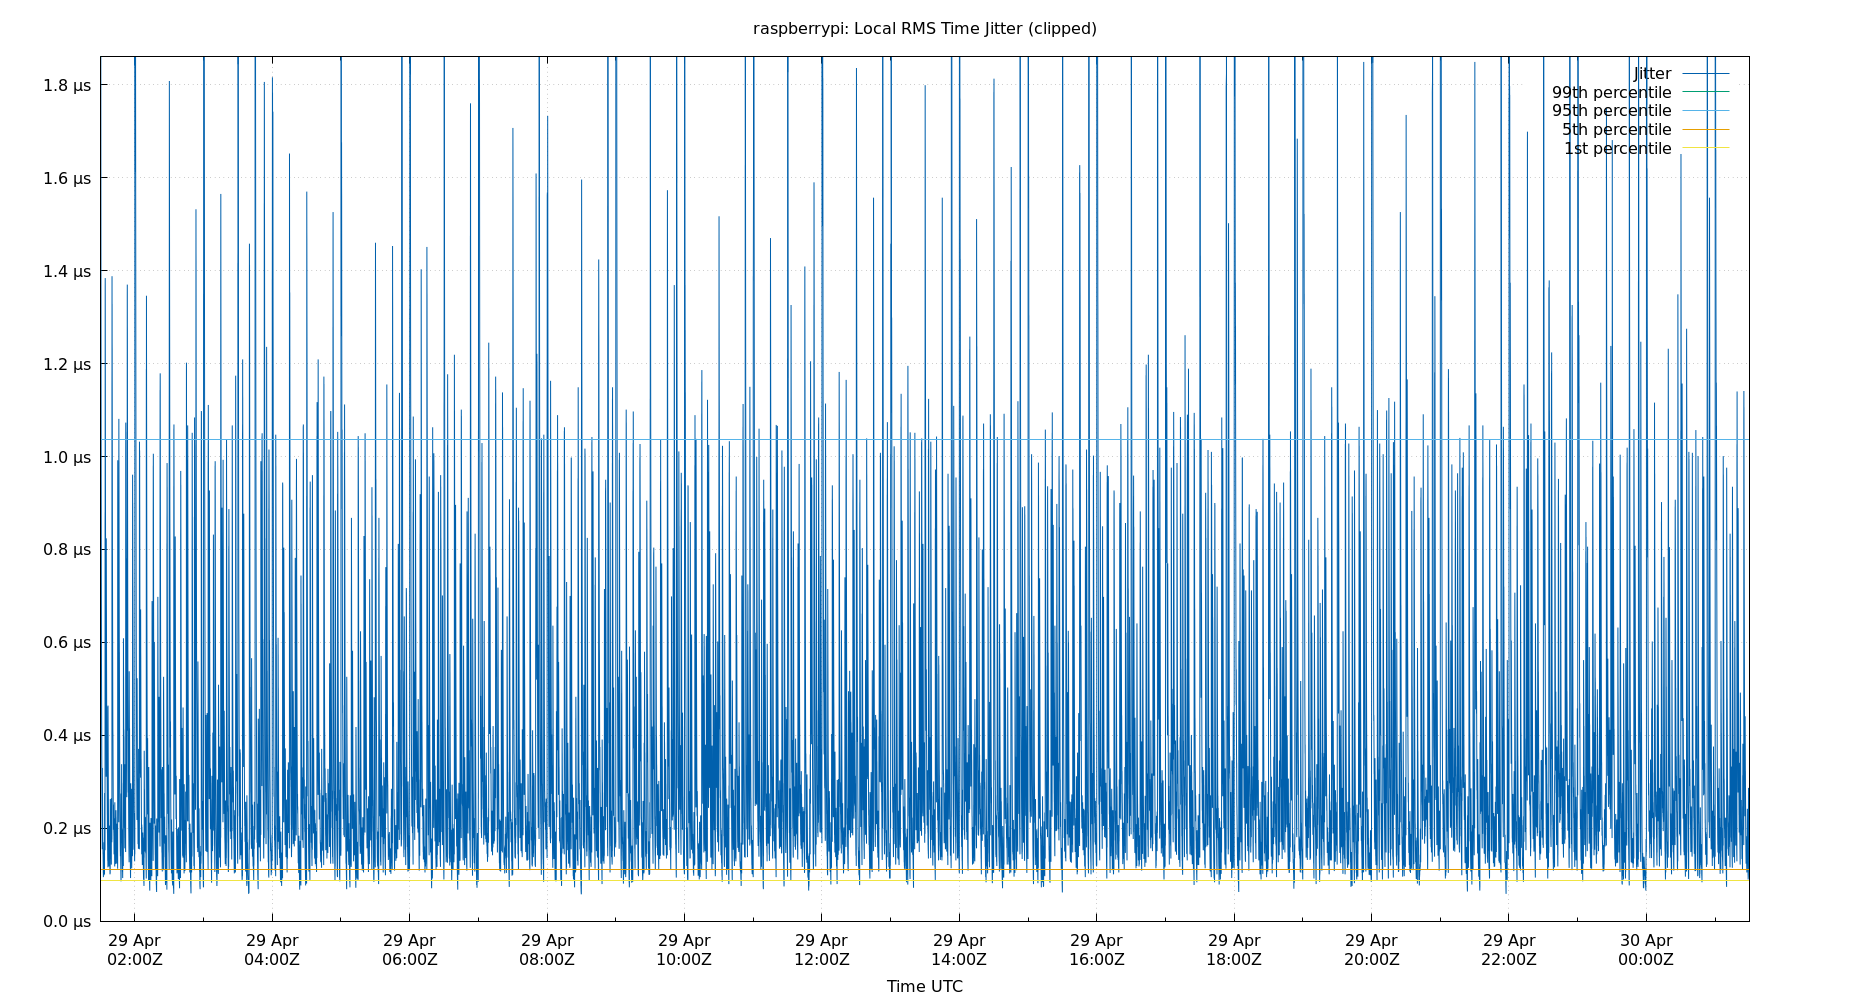 raspberrypi: Local RMS Time Jitter (clipped)
1.8 µs
1.6 µs
1.4 µs
1.2 µs
1.0 µs
0.8 µs
0.6 µs
0.4 µs
0.2 µs
0.0 µs
Jitter
99th percentile
95th percentile
5th percentile
1st percentile
29 Apr 29 Apr 29 Apr 29 Apr 29 Apr 29 Apr 29 Apr 29 Apr 29 Apr 29 Apr 29 Apr 30 Apr
02:00Z 04:00Z 06:00Z 08:00Z 10:00Z 12:00Z 14:00Z 16:00Z 18:00Z 20:00Z 22:00Z 00:00Z
Time UTC